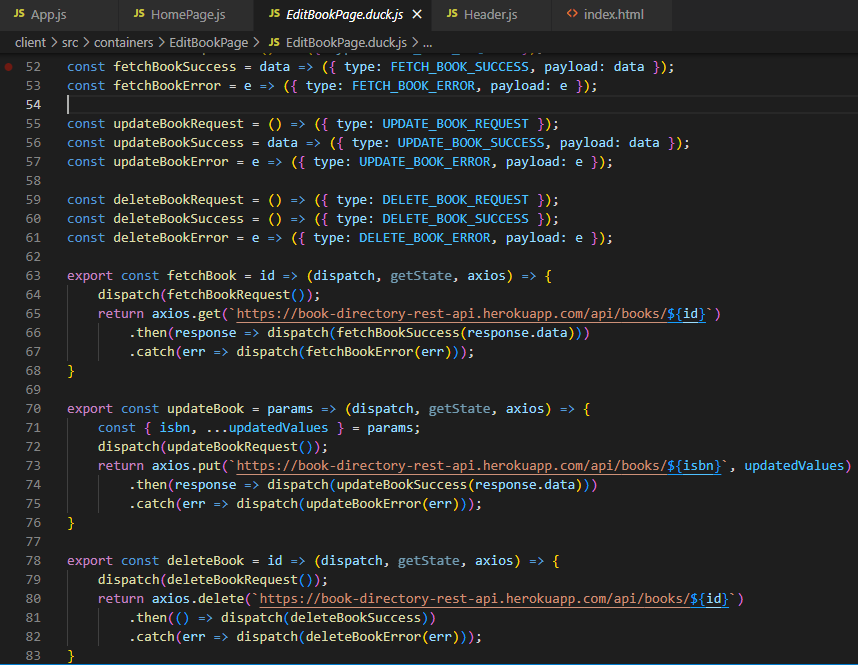 JS App.js JS HomePage.js JS EditBookPage.duck.js × JS Header.js <> index.html
client > src > containers > EditBookPage > JS EditBookPage.duck.js > ...
52 const fetchBookSuccess = data => ({ type: FETCH_BOOK_SUCCESS, payload: data });
53 const fetchBookError = e => ({ type: FETCH_BOOK_ERROR, payload: e });
54
55 const updateBookRequest = () => ({ type: UPDATE_BOOK_REQUEST });
56 const updateBookSuccess = data => ({ type: UPDATE_BOOK_SUCCESS, payload: data });
57 const updateBookError = e => ({ type: UPDATE_BOOK_ERROR, payload: e });
58
59 const deleteBookRequest = () => ({ type: DELETE_BOOK_REQUEST });
60 const deleteBookSuccess = () => ({ type: DELETE_BOOK_SUCCESS });
61 const deleteBookError = e => ({ type: DELETE_BOOK_ERROR, payload: e });
62
63 export const fetchBook = id => (dispatch, getState, axios) => {
64     dispatch(fetchBookRequest());
65     return axios.get(`https://book-directory-rest-api.herokuapp.com/api/books/${id}`)
66         .then(response => dispatch(fetchBookSuccess(response.data)))
67         .catch(err => dispatch(fetchBookError(err)));
68 }
69
70 export const updateBook = params => (dispatch, getState, axios) => {
71     const { isbn, ...updatedValues } = params;
72     dispatch(updateBookRequest());
73     return axios.put(`https://book-directory-rest-api.herokuapp.com/api/books/${isbn}`, updatedValues)
74         .then(response => dispatch(updateBookSuccess(response.data)))
75         .catch(err => dispatch(updateBookError(err)));
76 }
77
78 export const deleteBook = id => (dispatch, getState, axios) => {
79     dispatch(deleteBookRequest());
80     return axios.delete(`https://book-directory-rest-api.herokuapp.com/api/books/${id}`)
81         .then(() => dispatch(deleteBookSuccess))
82         .catch(err => dispatch(deleteBookError(err)));
83 }